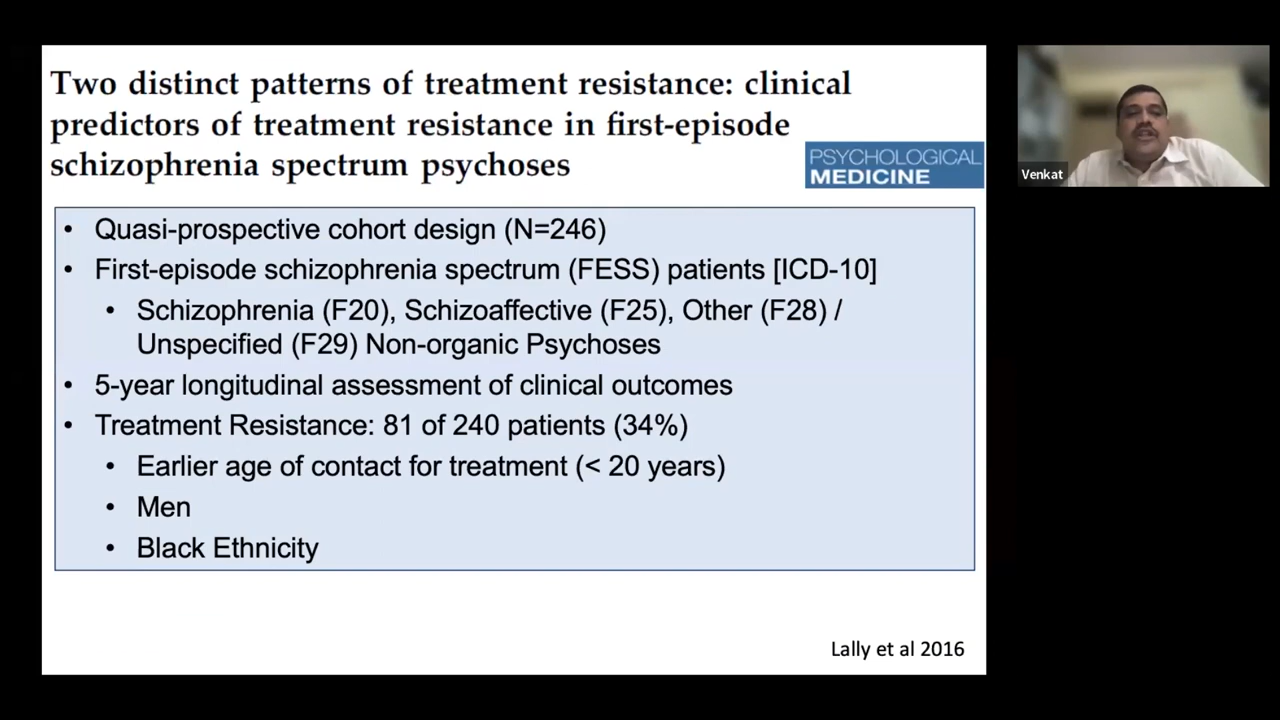 Two distinct patterns of treatment resistance: clinical
predictors of treatment resistance in first-episode
schizophrenia spectrum psychoses
PSYCHOLOGICAL
MEDICINE
Venkat
• Quasi-prospective cohort design (N=246)
• First-episode schizophrenia spectrum (FESS) patients [ICD-10]
• Schizophrenia (F20), Schizoaffective (F25), Other (F28) /
Unspecified (F29) Non-organic Psychoses
• 5-year longitudinal assessment of clinical outcomes
• Treatment Resistance: 81 of 240 patients (34%)
• Earlier age of contact for treatment (< 20 years)
• Men
• Black Ethnicity
Lally et al 2016